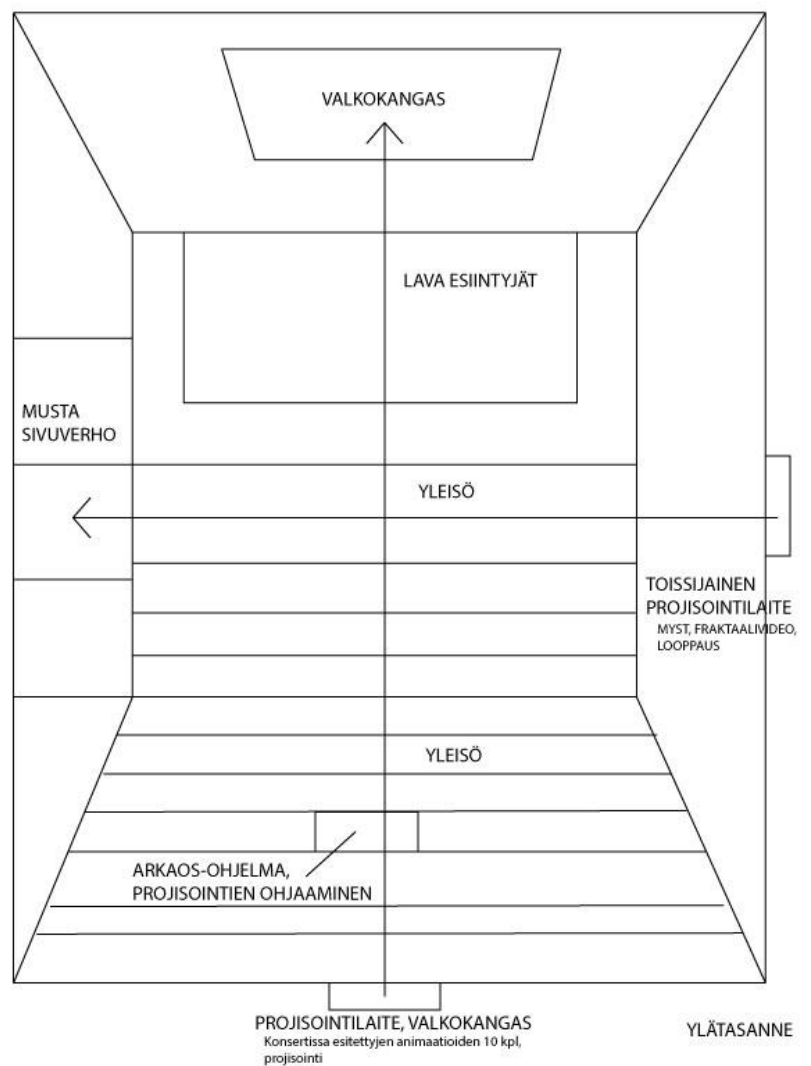 VALKOKANGAS
LAVA ESIINTYJÄT
MUSTA
SIVUVERHO
YLEISÖ
TOISSIJAINEN
PROJISOINTILAITE
MYST, FRAKTAALIVIDEO,
LOOPPAUS
YLEISÖ
ARKAOS-OHJELMA,
PROJISOINTIEN OHJAAMINEN
PROJISOINTILAITE, VALKOKANGAS
Konsertissa esitettyjen animaatioiden 10 kpl,
projisointi
YLÄTASANNE